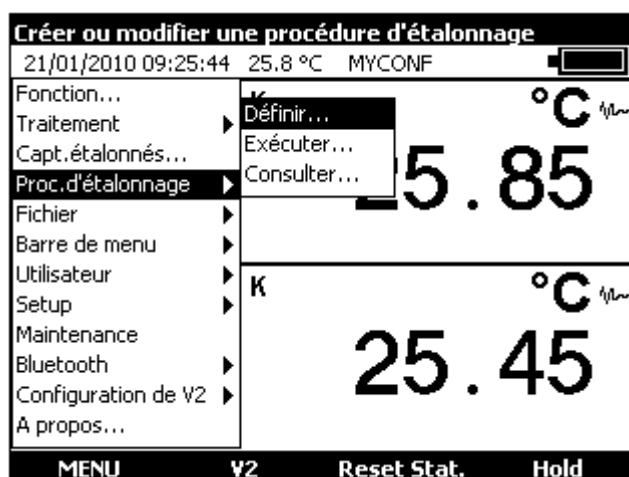 Créer ou modifier une procédure d'étalonnage
21/01/2010 09:25:44 25.8 °C MYCONF
Fonction...
Traitement
Capt.étalonnés...
Proc.d'étalonnage
Fichier
Barre de menu
Utilisateur
Setup
Maintenance
Bluetooth
Configuration de V2
A propos...
Définir...
Exécuter...
Consulter...
°C
25.85
K
°C
25.45
MENU V2 Reset Stat. Hold